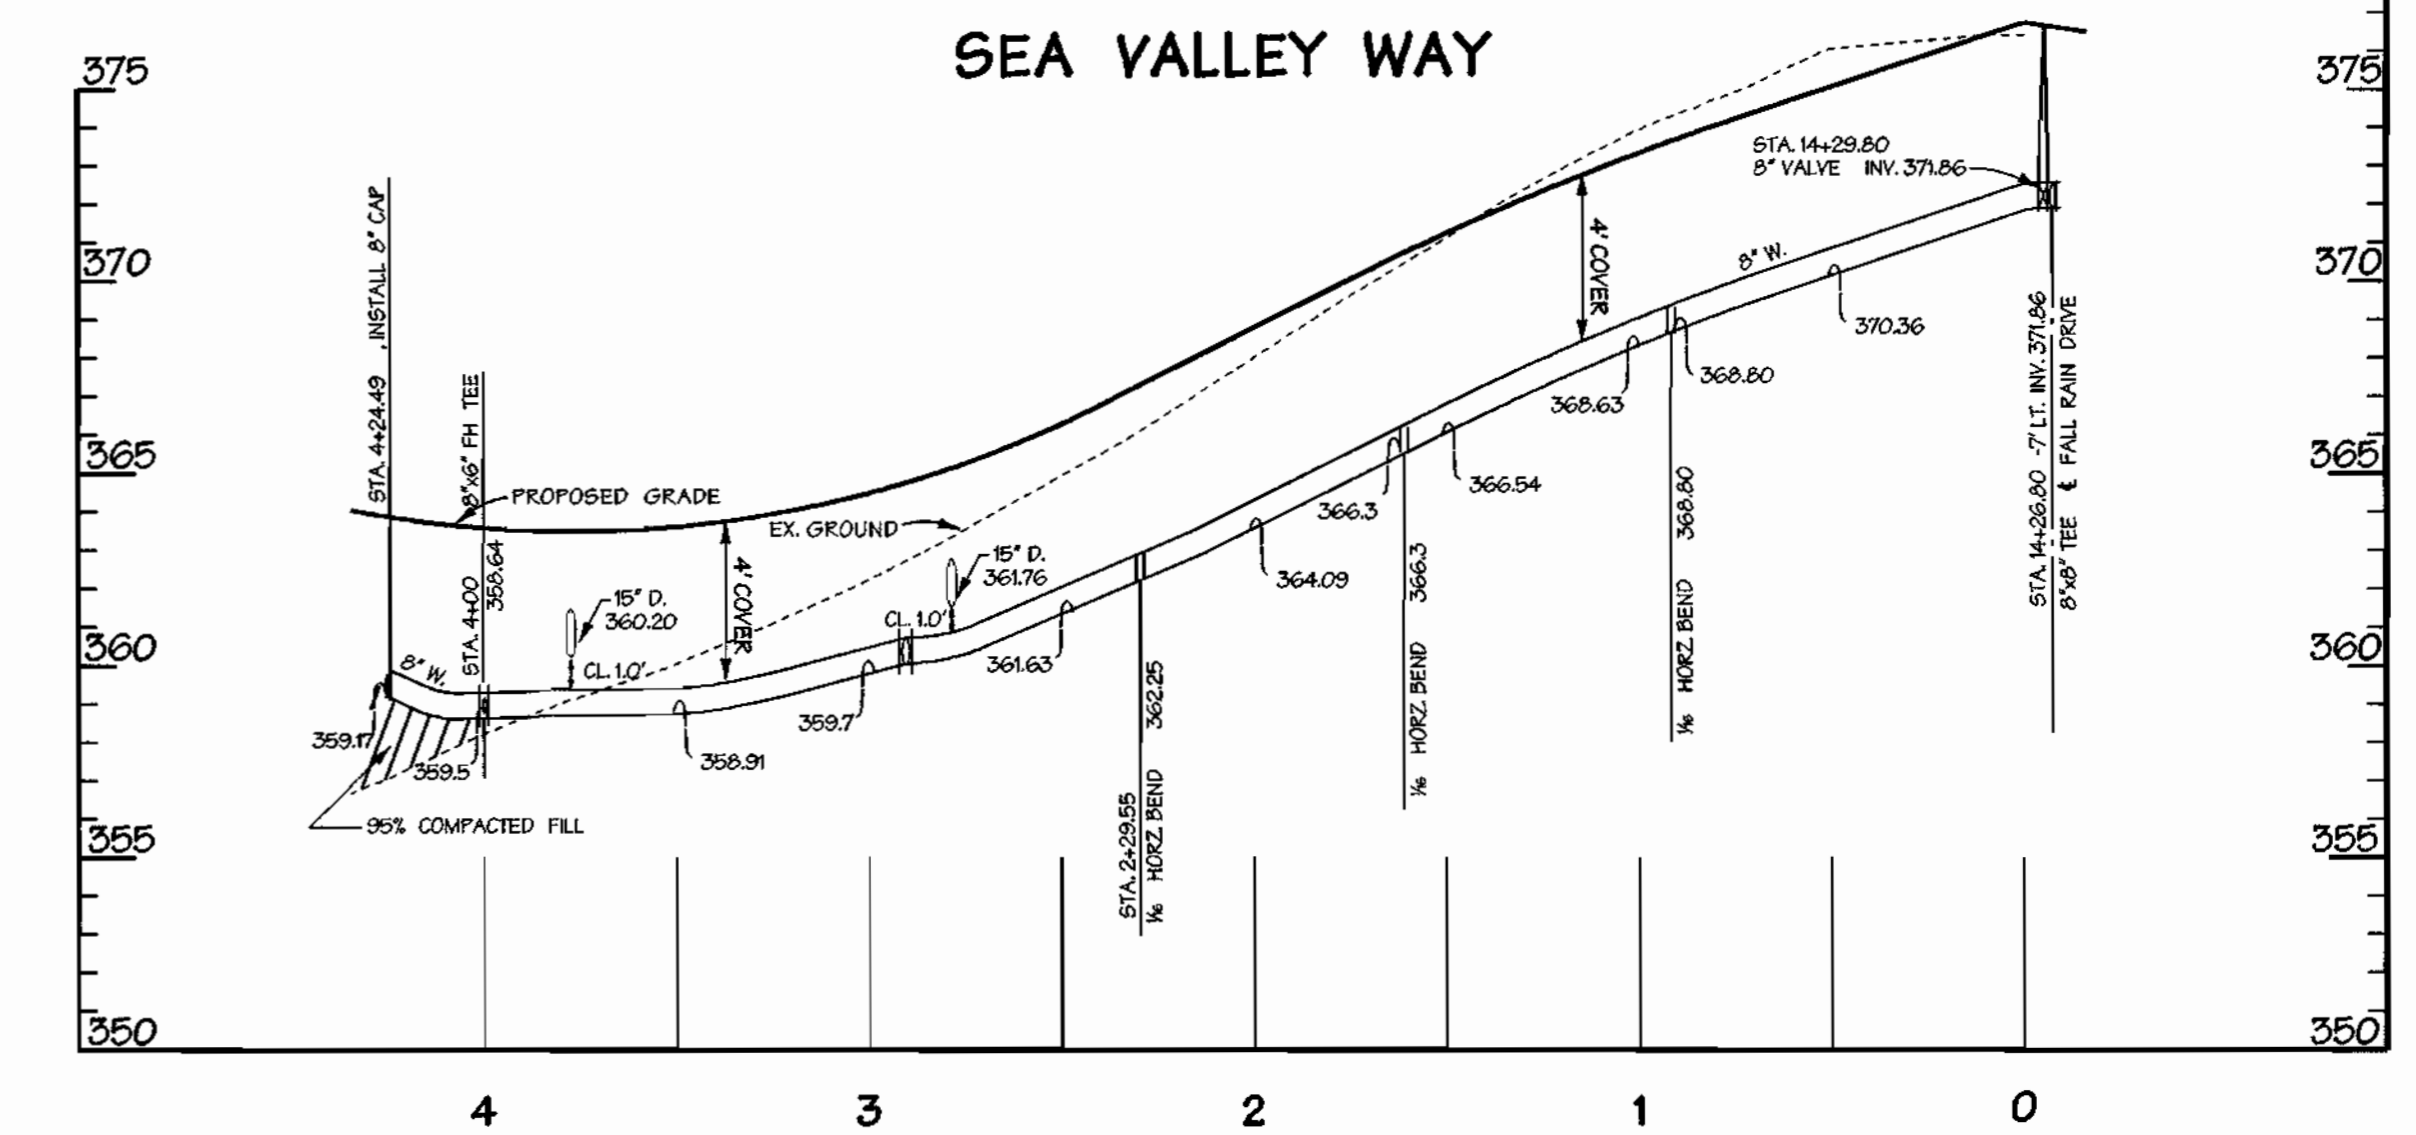 SEA VALLEY WAY
375
375
STA. 14+29.80
8" VALVE INV. 371.86
370
370
STA. 4+24.49 , INSTALL 8" CAP
4' COVER
8" W.
370.36
368.80
368.63
STA. 14+26.80 -7' LT. INV. 371.86
8"x8" TEE ℄ FALL RAIN DRIVE
365
365
8"x6" FH TEE
STA. 4+00
358.64
PROPOSED GRADE
EX. GROUND
366.54
366.3
1/16 HORZ. BEND 368.80
1/16 HORZ. BEND 366.3
15" D.
361.76
15" D.
360.20
4' COVER
364.09
CL. 1.0'
CL. 1.0'
361.63
360
360
8" W.
359.7
STA. 2+29.55
1/16 HORZ. BEND 362.25
359.17
359.5
358.91
95% COMPACTED FILL
355
355
350
350
4 3 2 1 0